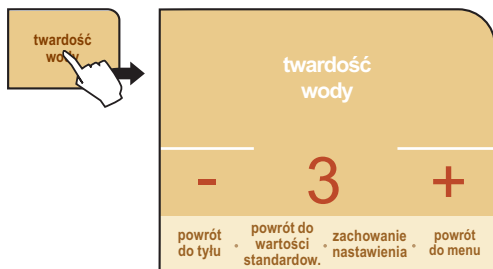 twardość
wody
twardość
wody
- 3 +
powrót
do tyłu
powrót do
wartości
standardow.
zachowanie
nastawienia
powrót
do menu